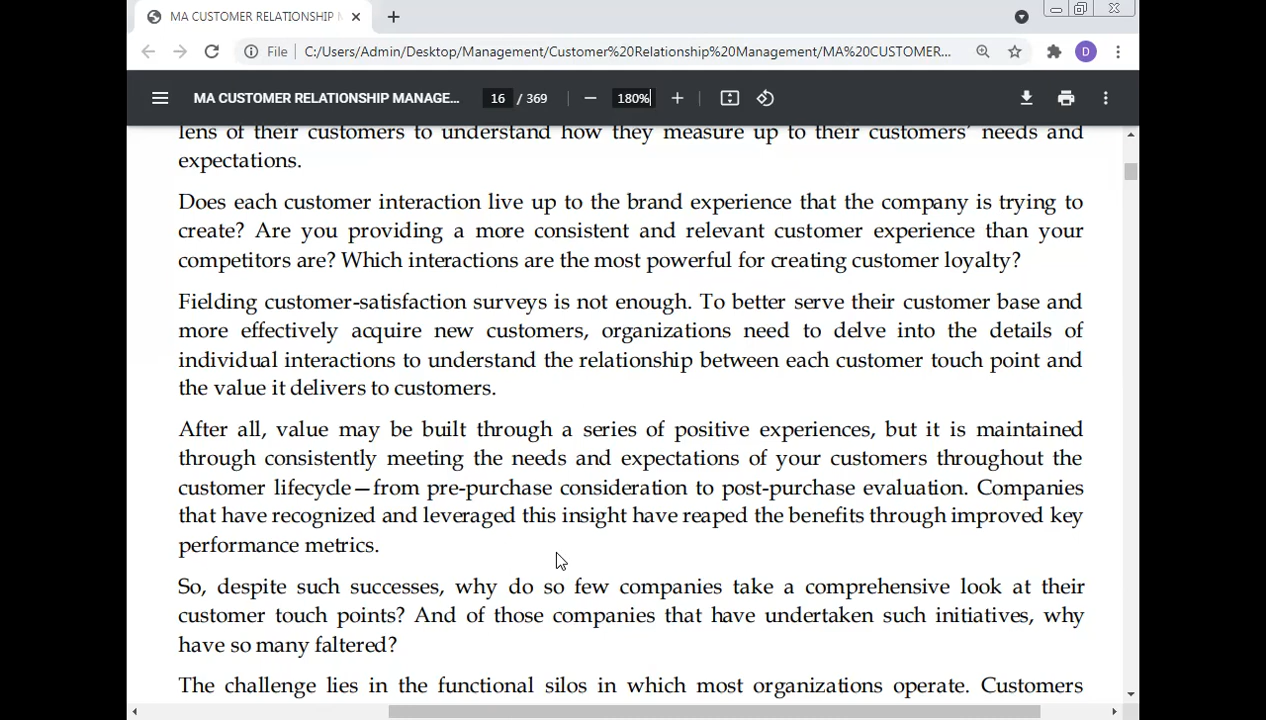 MA CUSTOMER RELATIONSHIP M
File C:/Users/Admin/Desktop/Management/Customer%20Relationship%20Management/MA%20CUSTOMER... D
MA CUSTOMER RELATIONSHIP MANAGE... 16 / 369 180%
lens of their customers to understand how they measure up to their customers' needs and
expectations.
Does each customer interaction live up to the brand experience that the company is trying to
create? Are you providing a more consistent and relevant customer experience than your
competitors are? Which interactions are the most powerful for creating customer loyalty?
Fielding customer-satisfaction surveys is not enough. To better serve their customer base and
more effectively acquire new customers, organizations need to delve into the details of
individual interactions to understand the relationship between each customer touch point and
the value it delivers to customers.
After all, value may be built through a series of positive experiences, but it is maintained
through consistently meeting the needs and expectations of your customers throughout the
customer lifecycle—from pre-purchase consideration to post-purchase evaluation. Companies
that have recognized and leveraged this insight have reaped the benefits through improved key
performance metrics.
So, despite such successes, why do so few companies take a comprehensive look at their
customer touch points? And of those companies that have undertaken such initiatives, why
have so many faltered?
The challenge lies in the functional silos in which most organizations operate. Customers